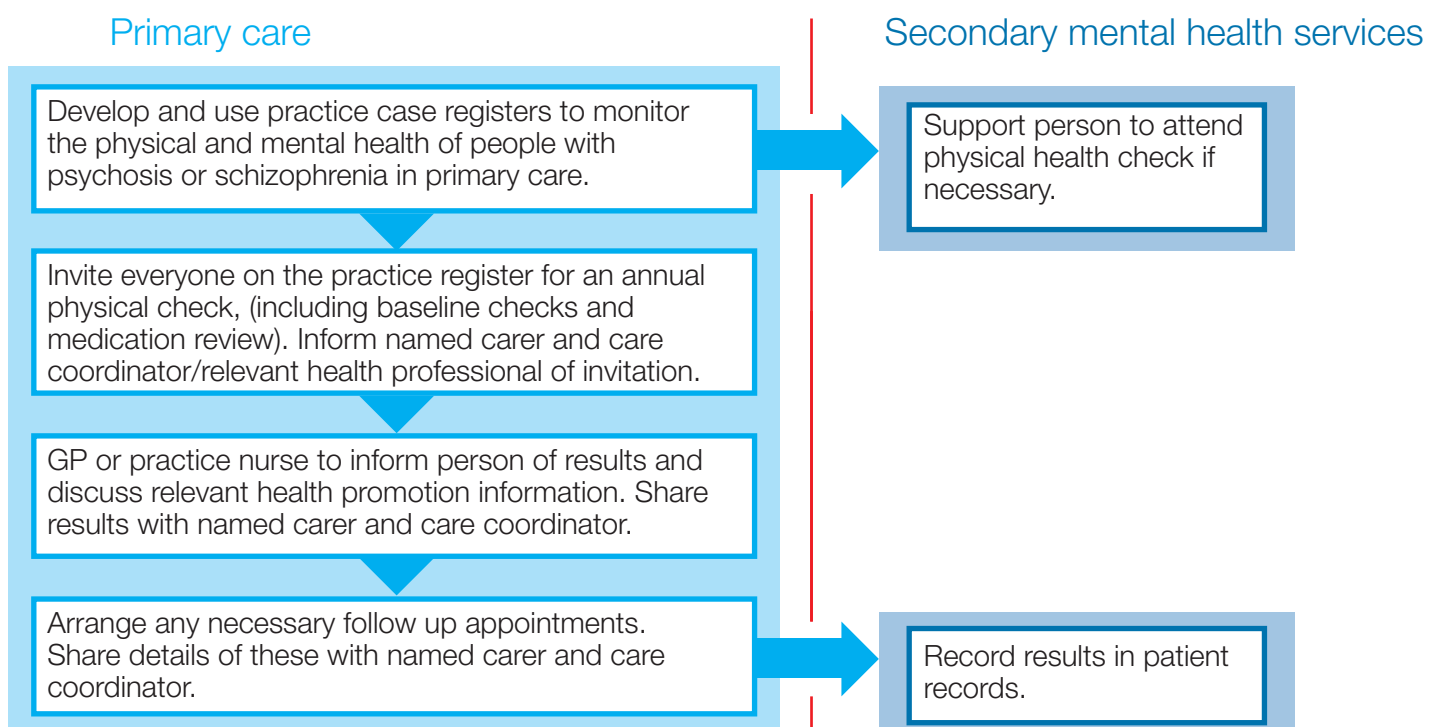 Primary care
Secondary mental health services
Develop and use practice case registers to monitor
the physical and mental health of people with
psychosis or schizophrenia in primary care.
Support person to attend
physical health check if
necessary.
Invite everyone on the practice register for an annual
physical check, (including baseline checks and
medication review). Inform named carer and care
coordinator/relevant health professional of invitation.
GP or practice nurse to inform person of results and
discuss relevant health promotion information. Share
results with named carer and care coordinator.
Arrange any necessary follow up appointments.
Share details of these with named carer and care
coordinator.
Record results in patient
records.